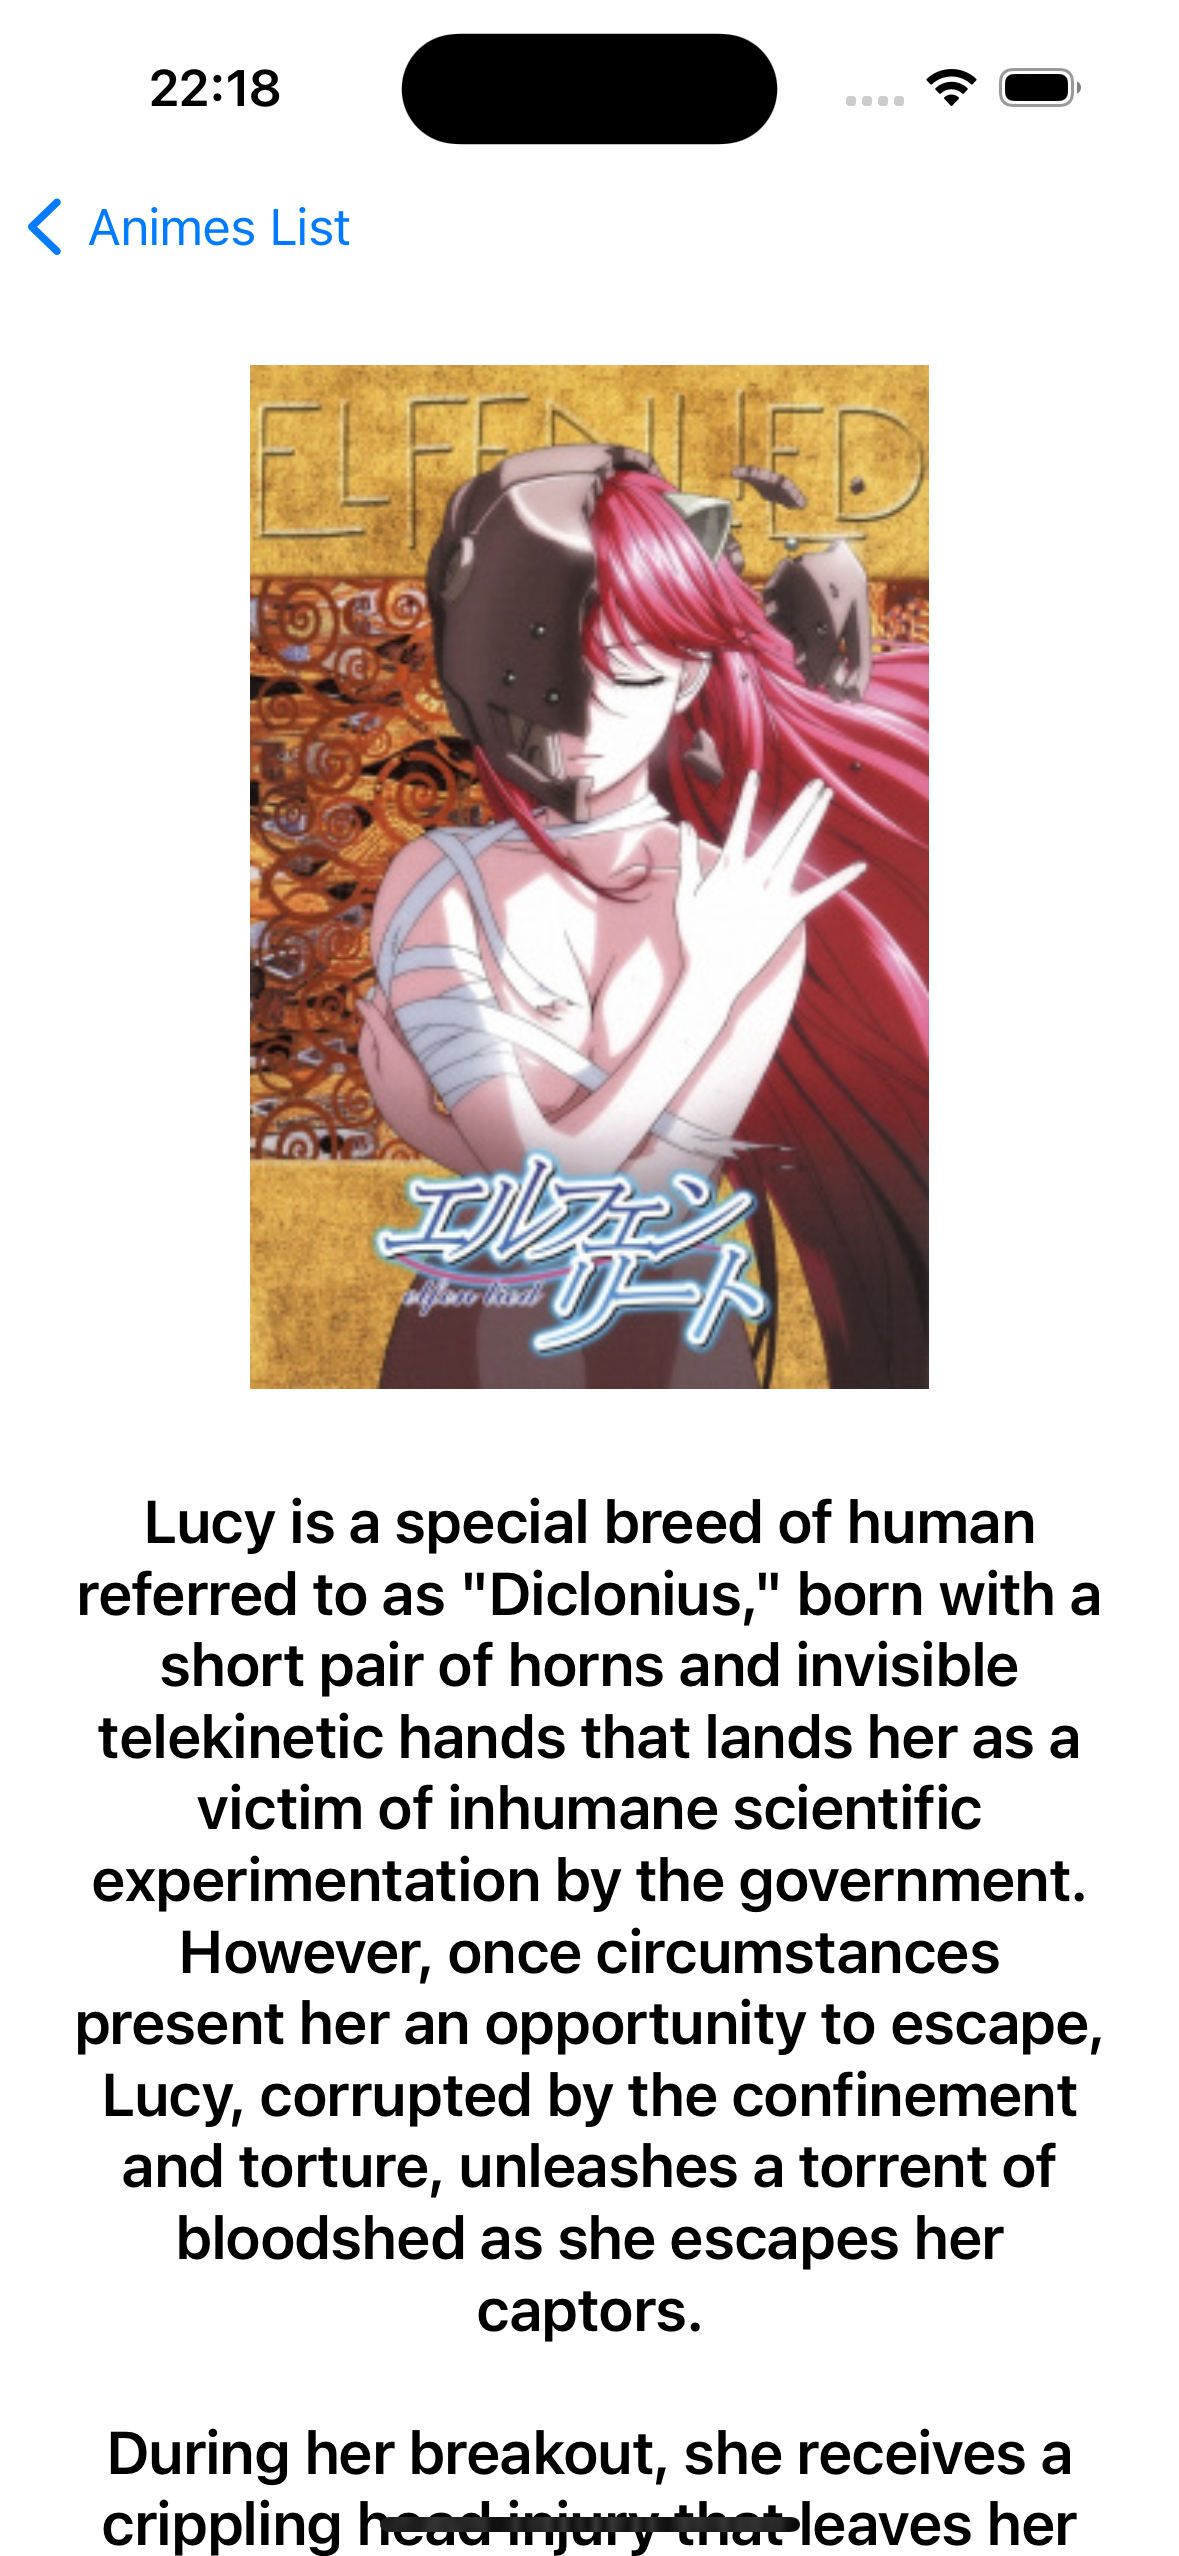 22:18
Animes List
ELFEN LIED
エルフェン
リート
elfen lied
Lucy is a special breed of human
referred to as "Diclonius," born with a
short pair of horns and invisible
telekinetic hands that lands her as a
victim of inhumane scientific
experimentation by the government.
However, once circumstances
present her an opportunity to escape,
Lucy, corrupted by the confinement
and torture, unleashes a torrent of
bloodshed as she escapes her
captors.
During her breakout, she receives a
crippling head injury that leaves her